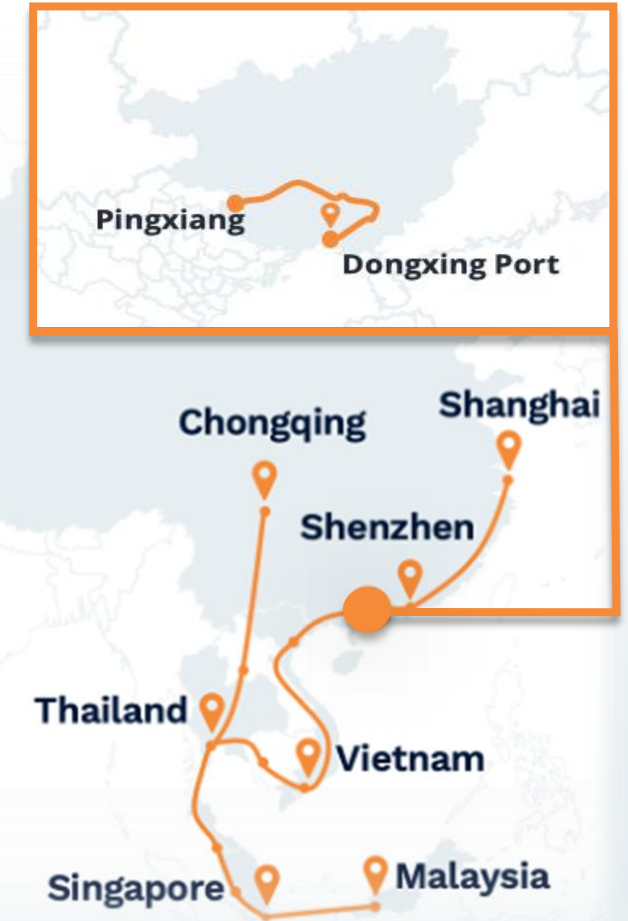 Pingxiang
Dongxing Port
Shanghai
Chongqing
Shenzhen
Thailand
Vietnam
Malaysia
Singapore